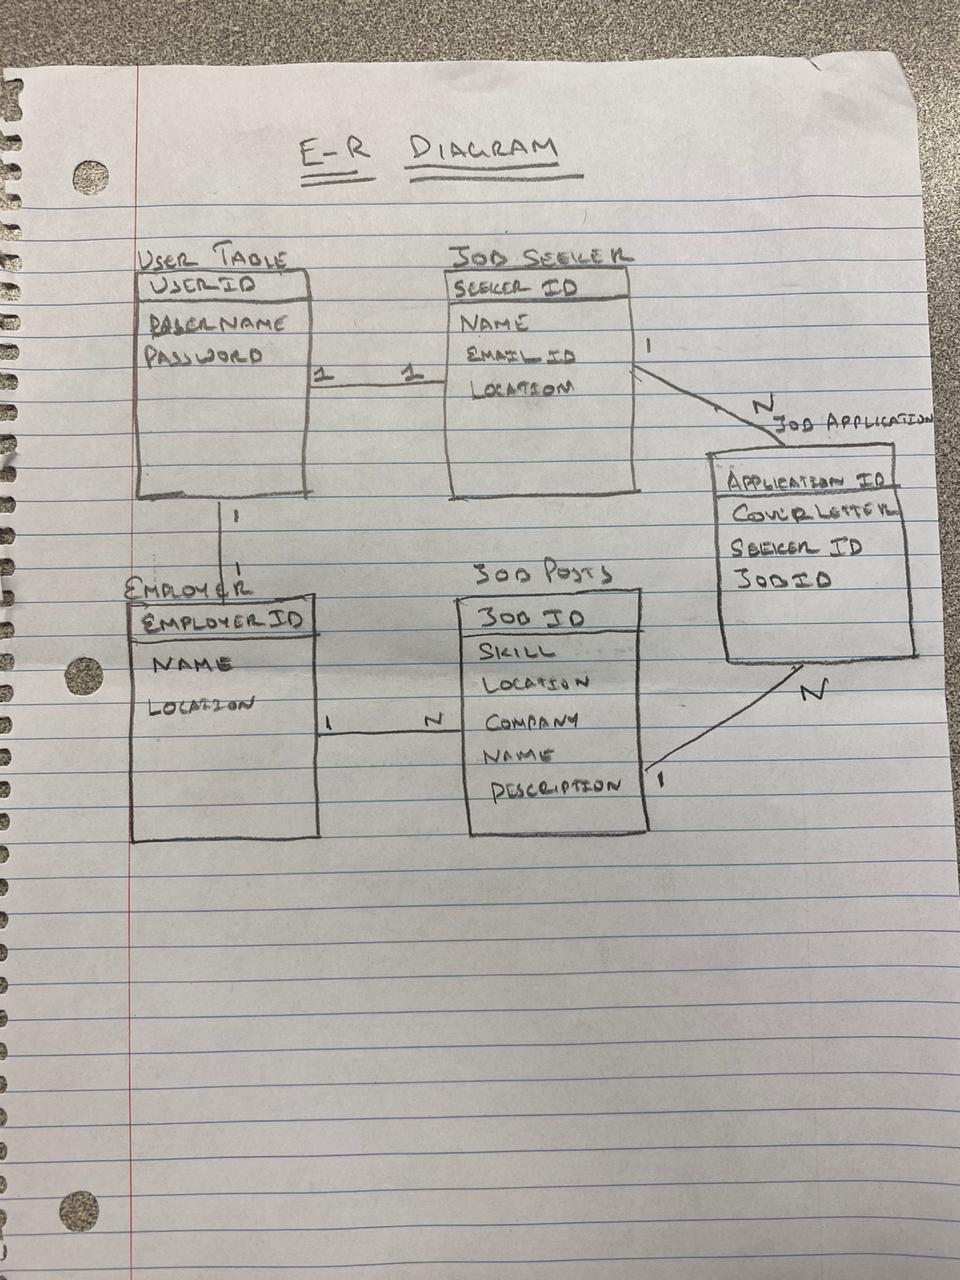 E-R DIAGRAM
USER TABLE
USER ID
PASSWORD
1 1
JOB SEEKER
SEEKER ID
NAME
EMAIL ID
LOCATION
1
N
JOB APPLICATION
APPLICATION ID
COVER LETTER
SEEKER ID
JOB ID
N
1
1
EMPLOYER
EMPLOYER ID
NAME
LOCATION
1 N
JOB POSTS
JOB ID
SKILL
LOCATION
COMPANY
NAME
DESCRIPTION
1